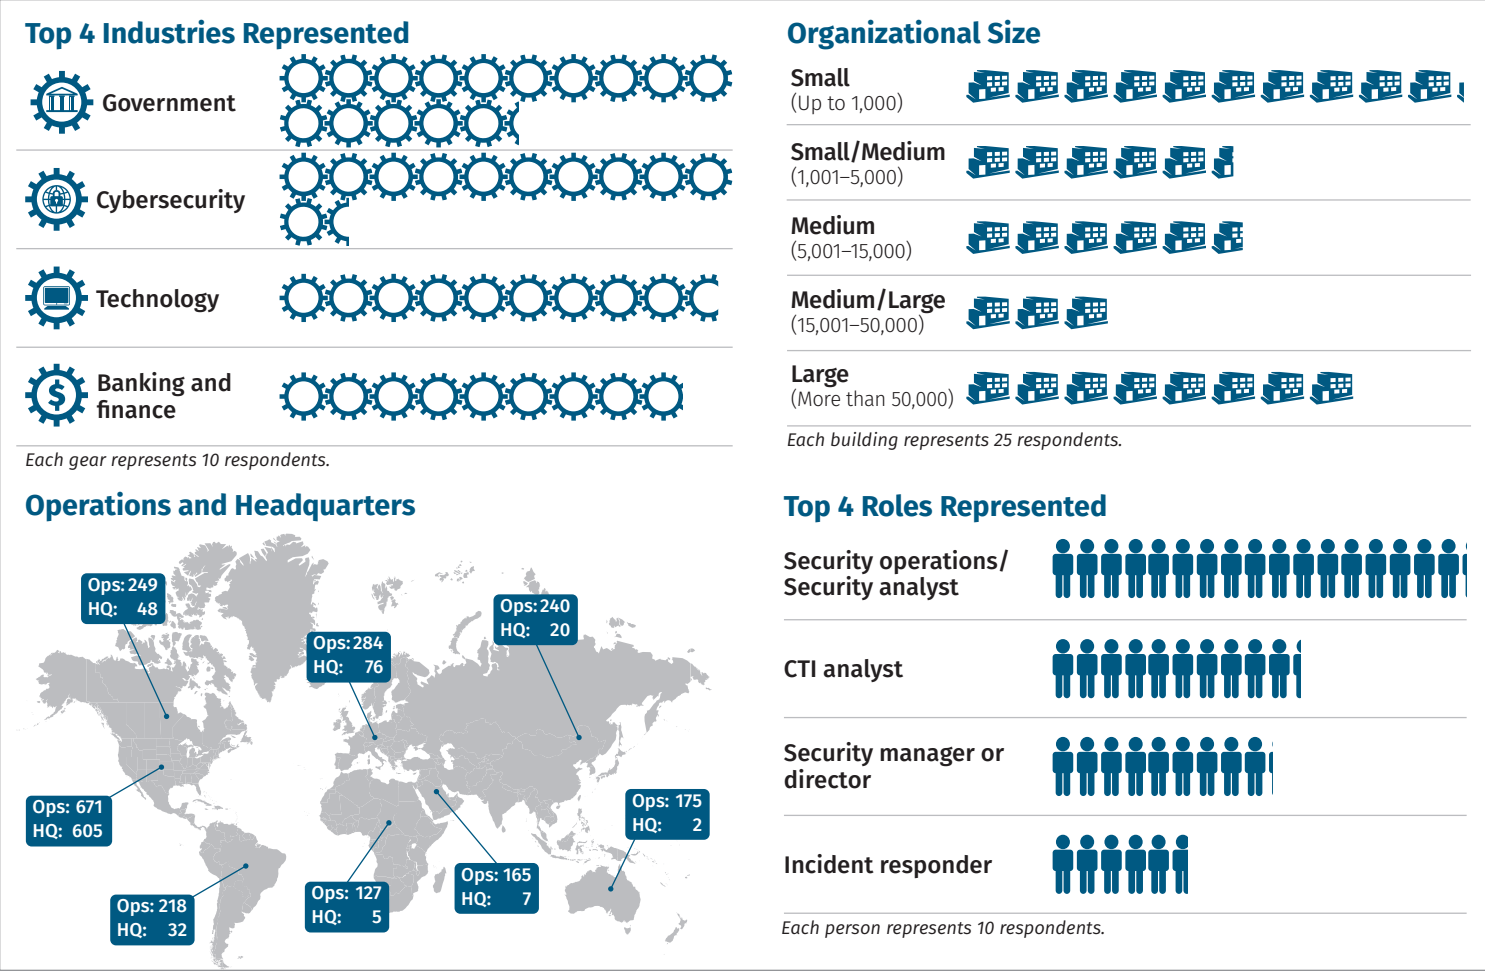 Top 4 Industries Represented
Government
Cybersecurity
Technology
$
Banking and
finance
Each gear represents 10 respondents.
Organizational Size
Small
(Up to 1,000)
Small/Medium
(1,001–5,000)
Medium
(5,001–15,000)
Medium/Large
(15,001–50,000)
Large
(More than 50,000)
Each building represents 25 respondents.
Operations and Headquarters
Ops: 249
HQ: 48
Ops: 284
HQ: 76
Ops: 240
HQ: 20
Ops: 671
HQ: 605
Ops: 175
HQ: 2
Ops: 218
HQ: 32
Ops: 127
HQ: 5
Ops: 165
HQ: 7
Top 4 Roles Represented
Security operations/
Security analyst
CTI analyst
Security manager or
director
Incident responder
Each person represents 10 respondents.